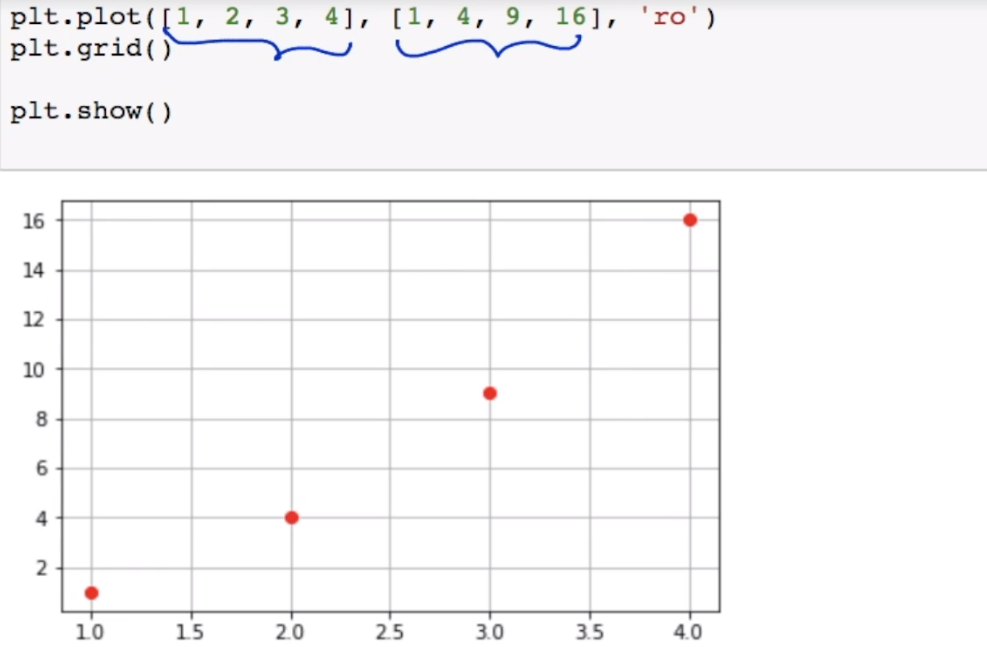 plt.plot([1, 2, 3, 4], [1, 4, 9, 16], 'ro')
plt.grid()
plt.show()
16
14
12
10
8
6
4
2
1.0 1.5 2.0 2.5 3.0 3.5 4.0